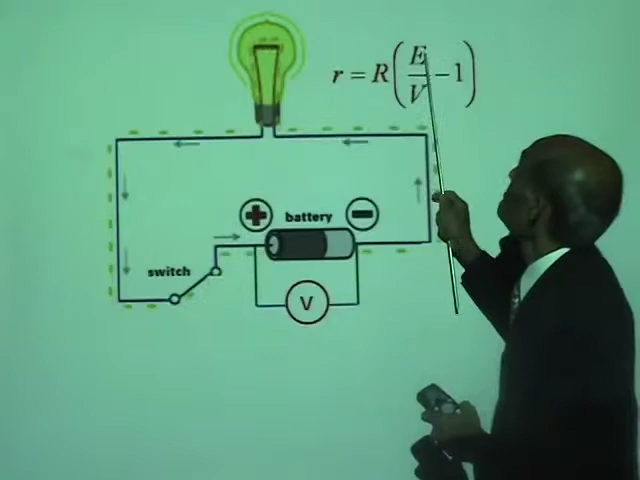 r = R(E/V − 1)
+ battery −
switch
V